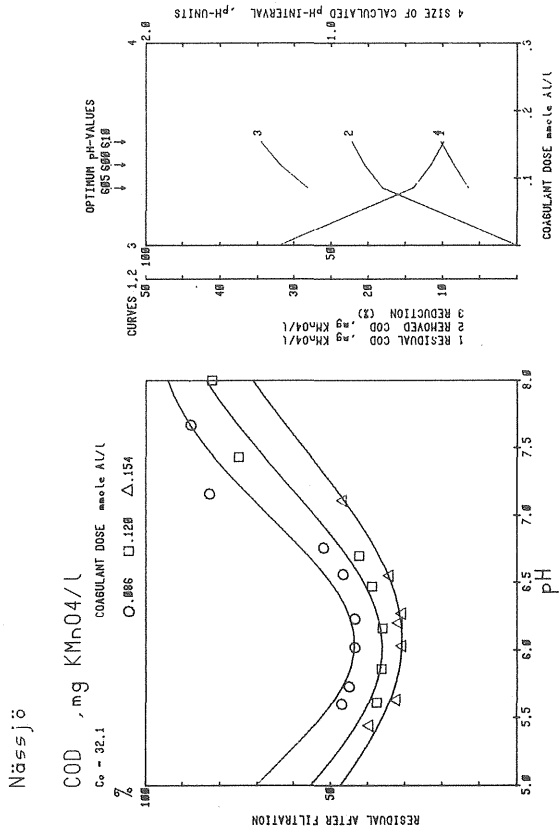 Nässjö
COD , mg KMnO4/l
Co = 32.1
COAGULANT DOSE mmole Al/l
O.086 □.120 △.154
%
100
50
RESIDUAL AFTER FILTRATION
5.0 5.5 6.0 6.5 7.0 7.5 8.0
pH
CURVES 1,2
50
40
30
20
10
1 RESIDUAL COD , mg KMnO4/l
2 REMOVED COD , mg KMnO4/l
3 REDUCTION (%)
OPTIMUM pH-VALUES
605 600 610
3
100
50
4
2.0
1.0
3
2
4
.1 .2 .3
COAGULANT DOSE mmole Al/l
4 SIZE OF CALCULATED pH-INTERVAL ,pH-UNITS